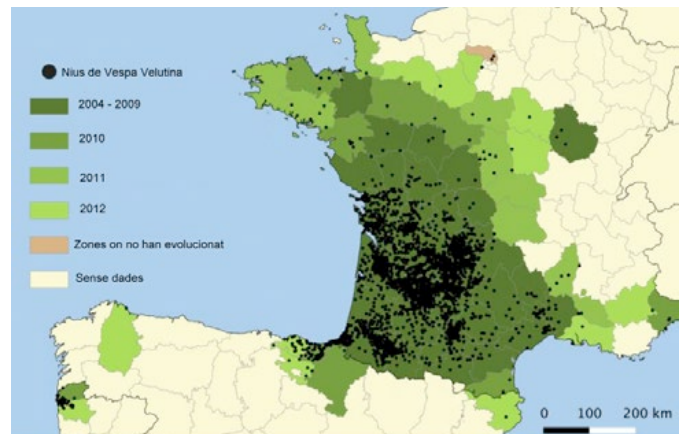 Nius de Vespa Velutina
2004 - 2009
2010
2011
2012
Zones on no han evolucionat
Sense dades
0 100 200 km